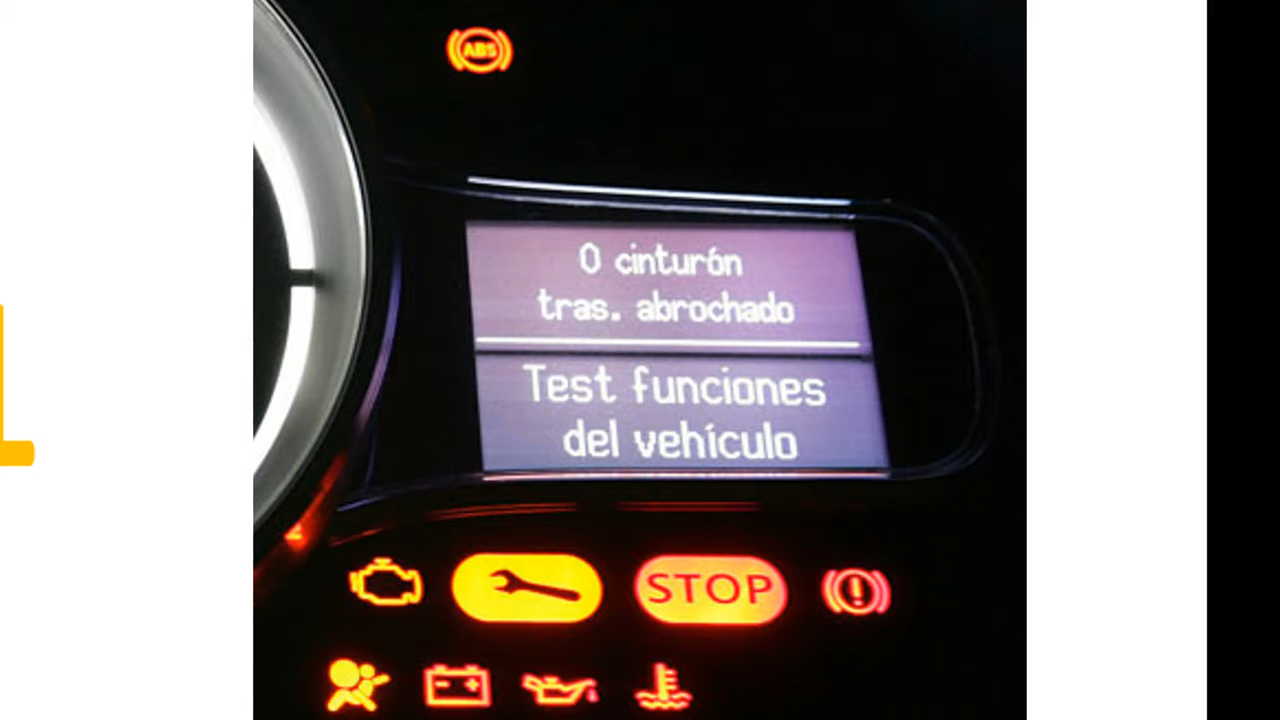 ABS
0 cinturón
tras. abrochado
Test funciones
del vehículo
STOP